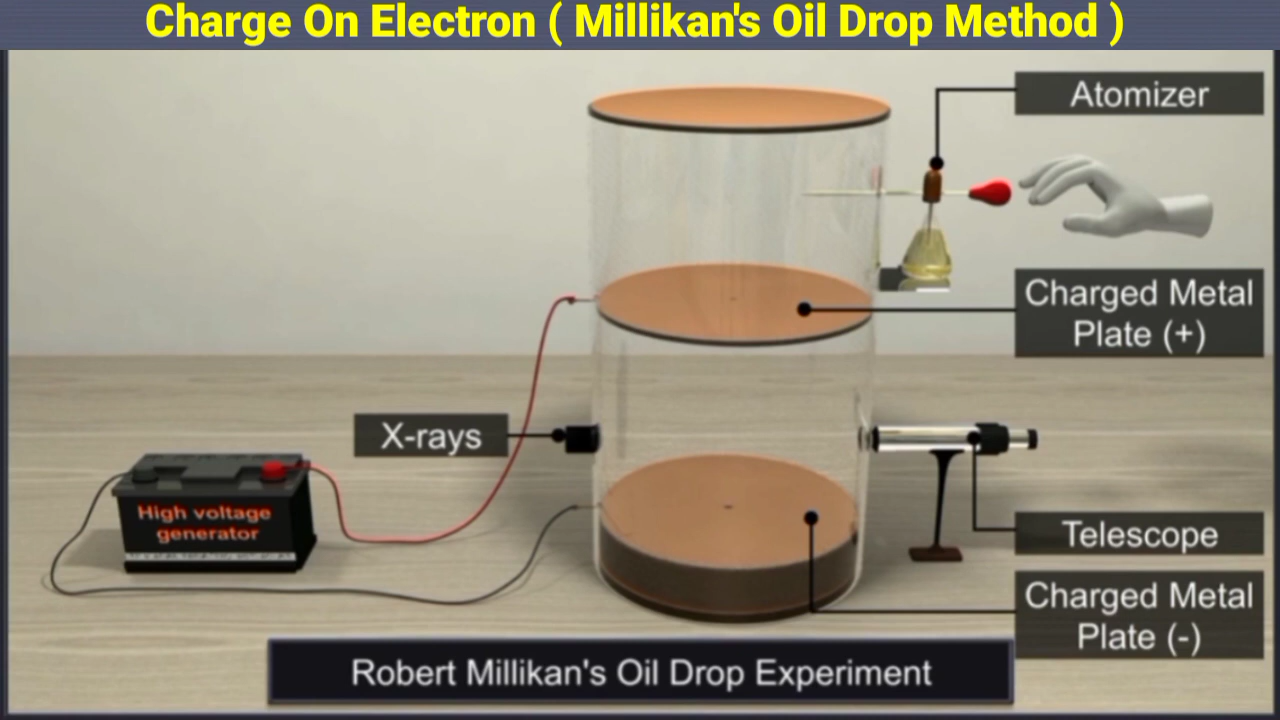 Charge On Electron ( Millikan's Oil Drop Method )
Atomizer
Charged Metal
Plate (+)
X-rays
High voltage
generator
Telescope
Charged Metal
Plate (-)
Robert Millikan's Oil Drop Experiment